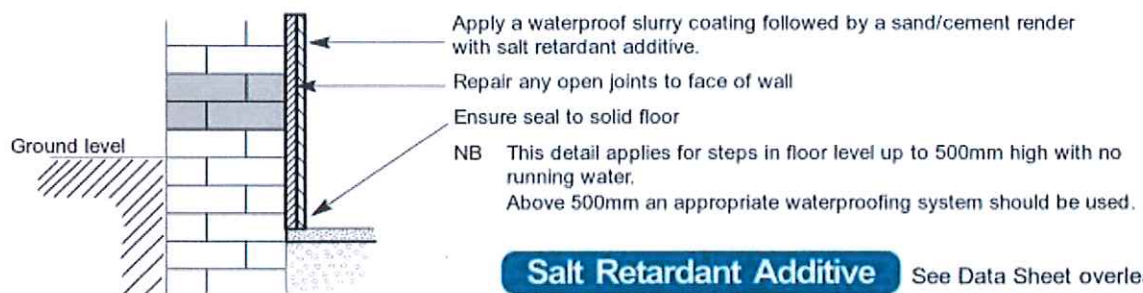 Apply a waterproof slurry coating followed by a sand/cement render
with salt retardant additive.
Repair any open joints to face of wall
Ensure seal to solid floor
Ground level
NB This detail applies for steps in floor level up to 500mm high with no
running water.
Above 500mm an appropriate waterproofing system should be used.
Salt Retardant Additive See Data Sheet overle